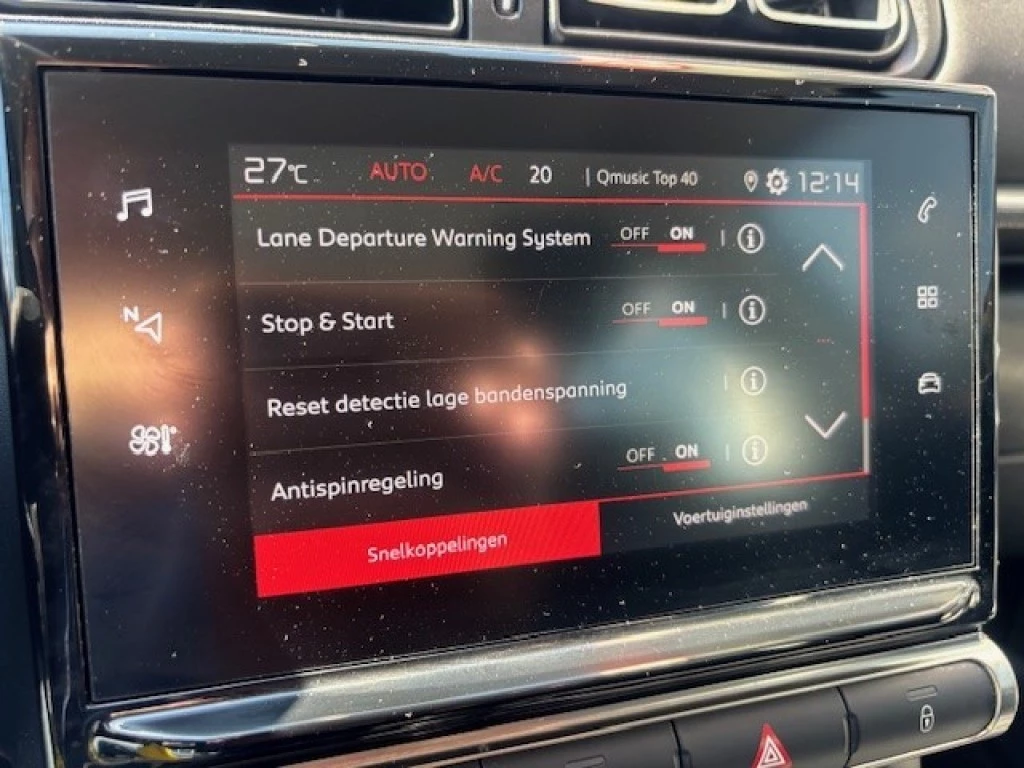 27°C AUTO A/C 20 | Qmusic Top 40 12:14
Lane Departure Warning System OFF ON
Stop & Start OFF ON
Reset detectie lage bandenspanning
Antispinregeling OFF ON
Snelkoppelingen Voertuiginstellingen
N